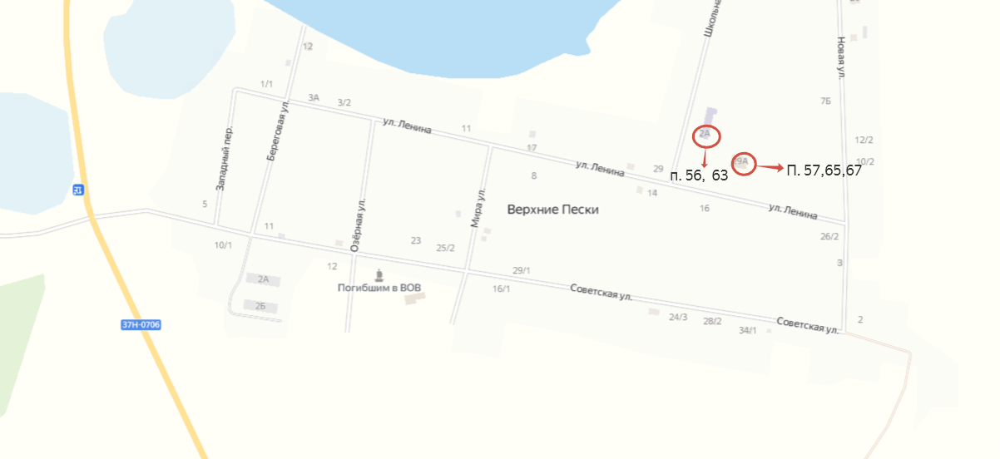 Школьна
Новая ул.
12
1/1
3А
3/2
ул. Ленина
11
17
7Б
2А
12/2
29А
10/2
п. 56, 63
П. 57,65,67
Западный пер.
Береговая ул.
ул. Ленина
29
8
14
16
ул. Ленина
Верхние Пески
Мира ул.
Озёрная ул.
5
11
10/1
23
25/2
26/2
3
12
29/1
Погибшим в ВОВ
16/1
Советская ул.
2А
2Б
24/3
28/2
34/1
Советская ул.
2
37Н-0706